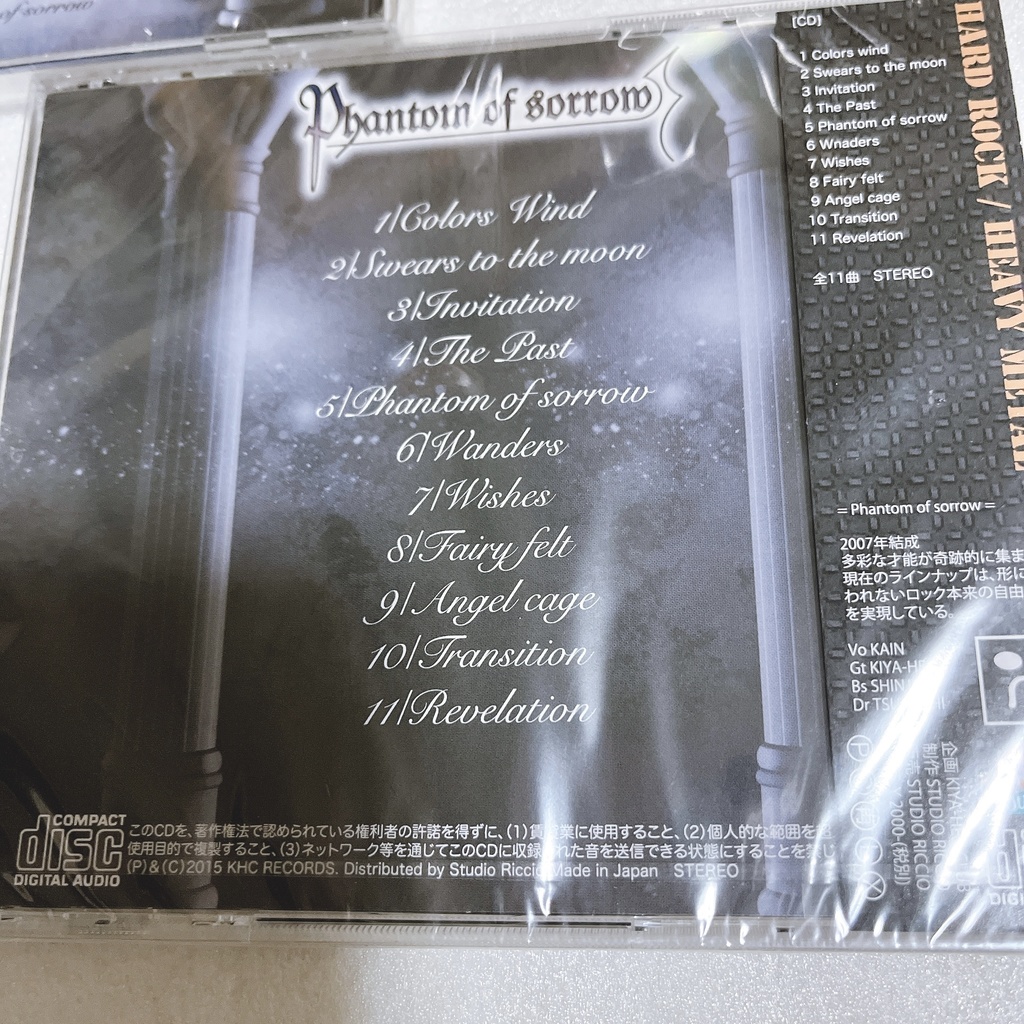 of sorrow
Phantom of sorrow
1|Colors Wind
2|Swears to the moon
3|Invitation
4|The Past
5|Phantom of sorrow
6|Wanders
7|Wishes
8|Fairy felt
9|Angel cage
10|Transition
11|Revelation
COMPACT
disc
DIGITAL AUDIO
このCDを、著作権法で認められている権利者の許諾を得ずに、(1)賃 業に使用すること、(2)個人的な範囲を
使用目的で複製すること、(3)ネットワーク等を通じてこのCDに収録 れた音を送信できる状態にすることを禁じ
(P)&(C)2015 KHC RECORDS. Distributed by Studio Riccio Made in Japan STEREO
[CD]
1 Colors wind
2 Swears to the moon
3 Invitation
4 The Past
5 Phantom of sorrow
6 Wnaders
7 Wishes
8 Fairy felt
9 Angel cage
10 Transition
11 Revelation
全11曲 STEREO
HARD ROCK / HEAVY METAL
= Phantom of sorrow =
2007年結成
多彩な才能が奇跡的に集ま
現在のラインナップは、形に
われないロック本来の自由
を実現している。
Vo KAIN
Gt KIYA-H
Bs SHIN
Dr TSU
企画 KIYA-H
制作 STUDIO RICCIO
STUDIO RICCIO
2000-(税別)
DIGI